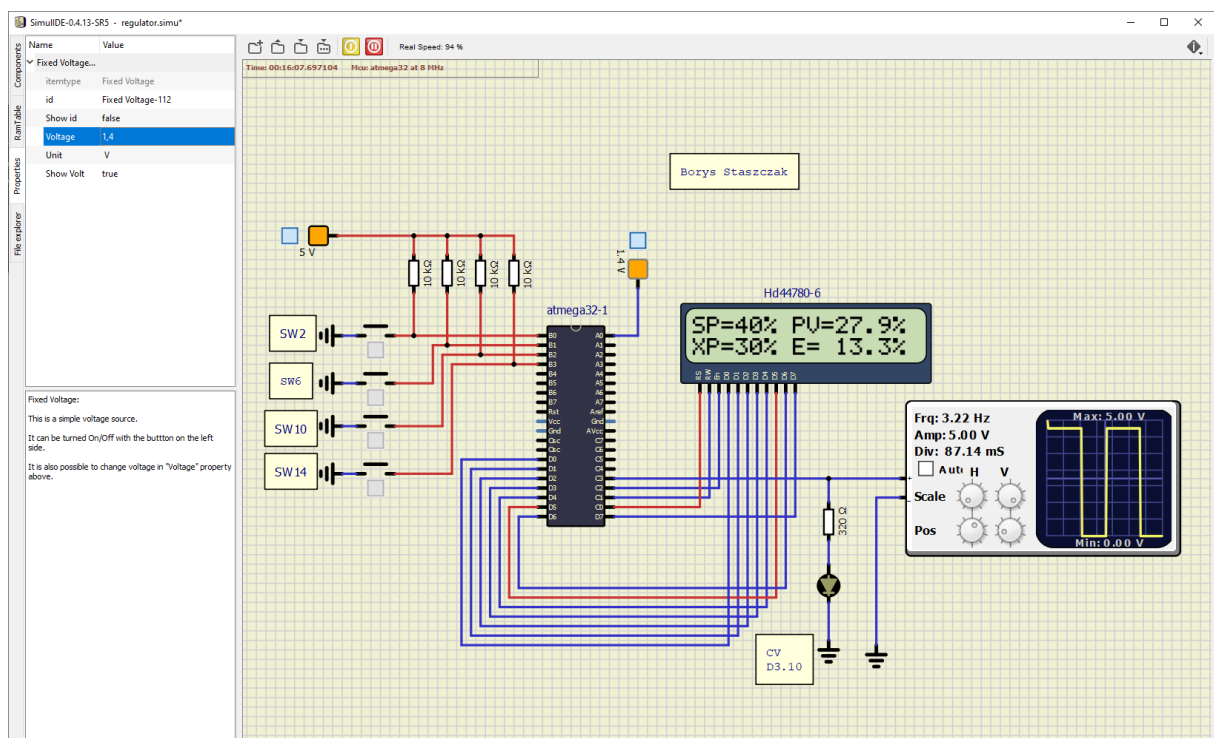 SimulIDE-0.4.13-SR5 - regulator.simu*
Components
RamTable
Properties
File explorer
Name Value
Fixed Voltage...
itemtype Fixed Voltage
id Fixed Voltage-112
Show id false
Voltage 1,4
Unit V
Show Volt true
Fixed Voltage:
This is a simple voltage source.
It can be turned On/Off with the buttton on the left
side.
It is also possible to change voltage in "Voltage" property
above.
Real Speed: 94 %
Time: 00:16:07.697104 Mcu: atmega32 at 8 MHz
Borys Staszczak
5 V
10 kΩ
10 kΩ
10 kΩ
10 kΩ
1.4 V
SW2
SW6
SW10
SW14
atmega32-1
B0 A0
B1 A1
B2 A2
B3 A3
B4 A4
B5 A5
B6 A6
B7 A7
Rst Aref
Vcc Gnd
Gnd AVcc
Osc C7
Osc C6
D0 C5
D1 C4
D2 C3
D3 C2
D4 C1
D5 C0
D6 D7
Hd44780-6
SP=40% PV=27.9%
XP=30% E= 13.3%
RS RW En D0 D1 D2 D3 D4 D5 D6 D7
Frq: 3.22 Hz
Amp: 5.00 V
Div: 87.14 mS
Auto H V
Scale
Pos
+
-
Max: 5.00 V
Min: 0.00 V
320 Ω
CV
D3.10